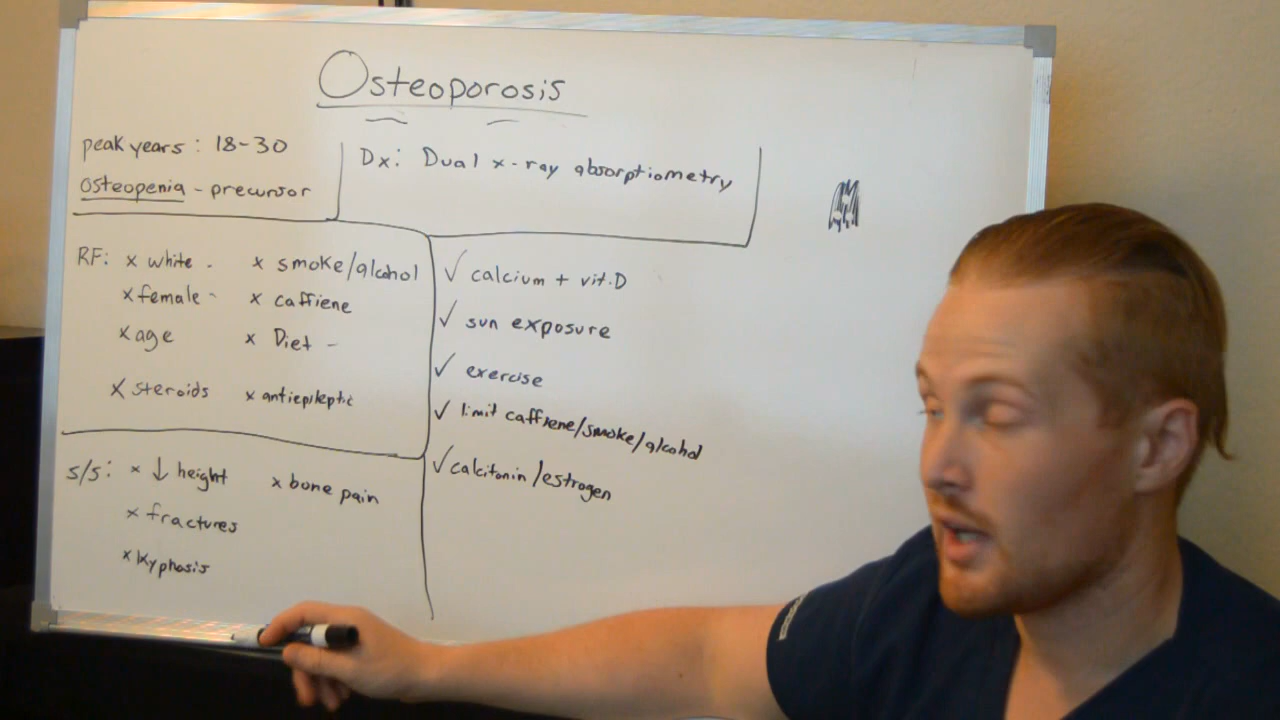 Osteoporosis
peak years : 18-30
osteopenia - precursor
Dx: Dual x-ray absorptiometry
RF: x white - x smoke/alcohol
x female - x caffiene
x age x Diet -
x steroids x antiepileptic
s/s: x ↓ height x bone pain
x fractures
x kyphosis
✓ calcium + vit.D
✓ sun exposure
✓ exercise
✓ limit caffiene/smoke/alcohol
✓ calcitonin/estrogen